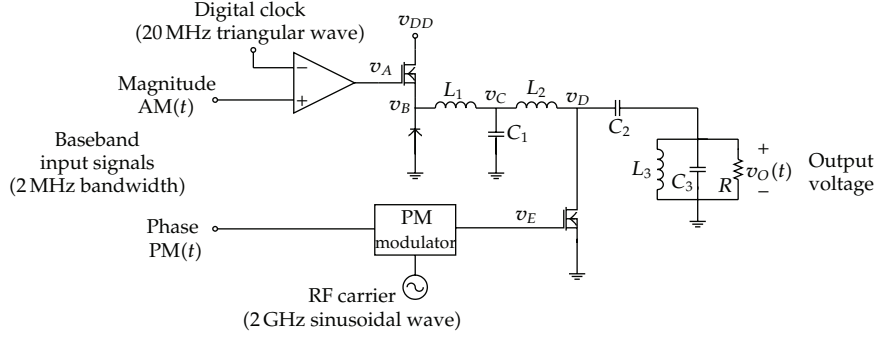 Digital clock
(20 MHz triangular wave)
v_DD
−
v_A
L_1
v_C
L_2
v_D
Magnitude
AM(t)
+
v_B
C_1
C_2
Baseband
input signals
(2 MHz bandwidth)
L_3
C_3
R
+
v_O(t)
−
Output
voltage
Phase
PM(t)
PM
modulator
v_E
RF carrier
(2 GHz sinusoidal wave)